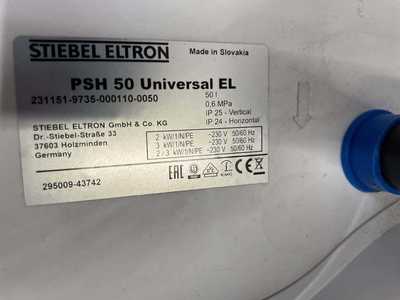 STIEBEL ELTRON
Made in Slovakia
PSH 50 Universal EL
231151-9735-000110-0050
50 l
0,6 MPa
IP 25 - Vertical
IP 24 - Horizontal
STIEBEL ELTRON GmbH & Co. KG
Dr.-Stiebel-Straße 33
37603 Holzminden
Germany
2 kW/1/N/PE ~230 V 50/60 Hz
3 kW/1/N/PE ~230 V 50/60 Hz
2 / 3 kW/1/N/PE ~230 V 50/60 Hz
295009-43742
EAC
CE